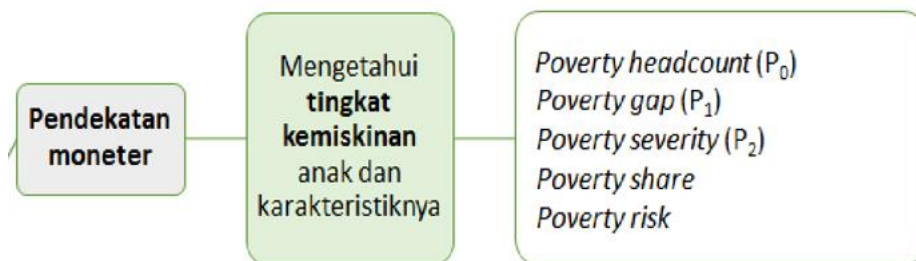 Pendekatan
moneter
Mengetahui
tingkat
kemiskinan
anak dan
karakteristiknya
Poverty headcount (P₀)
Poverty gap (P₁)
Poverty severity (P₂)
Poverty share
Poverty risk